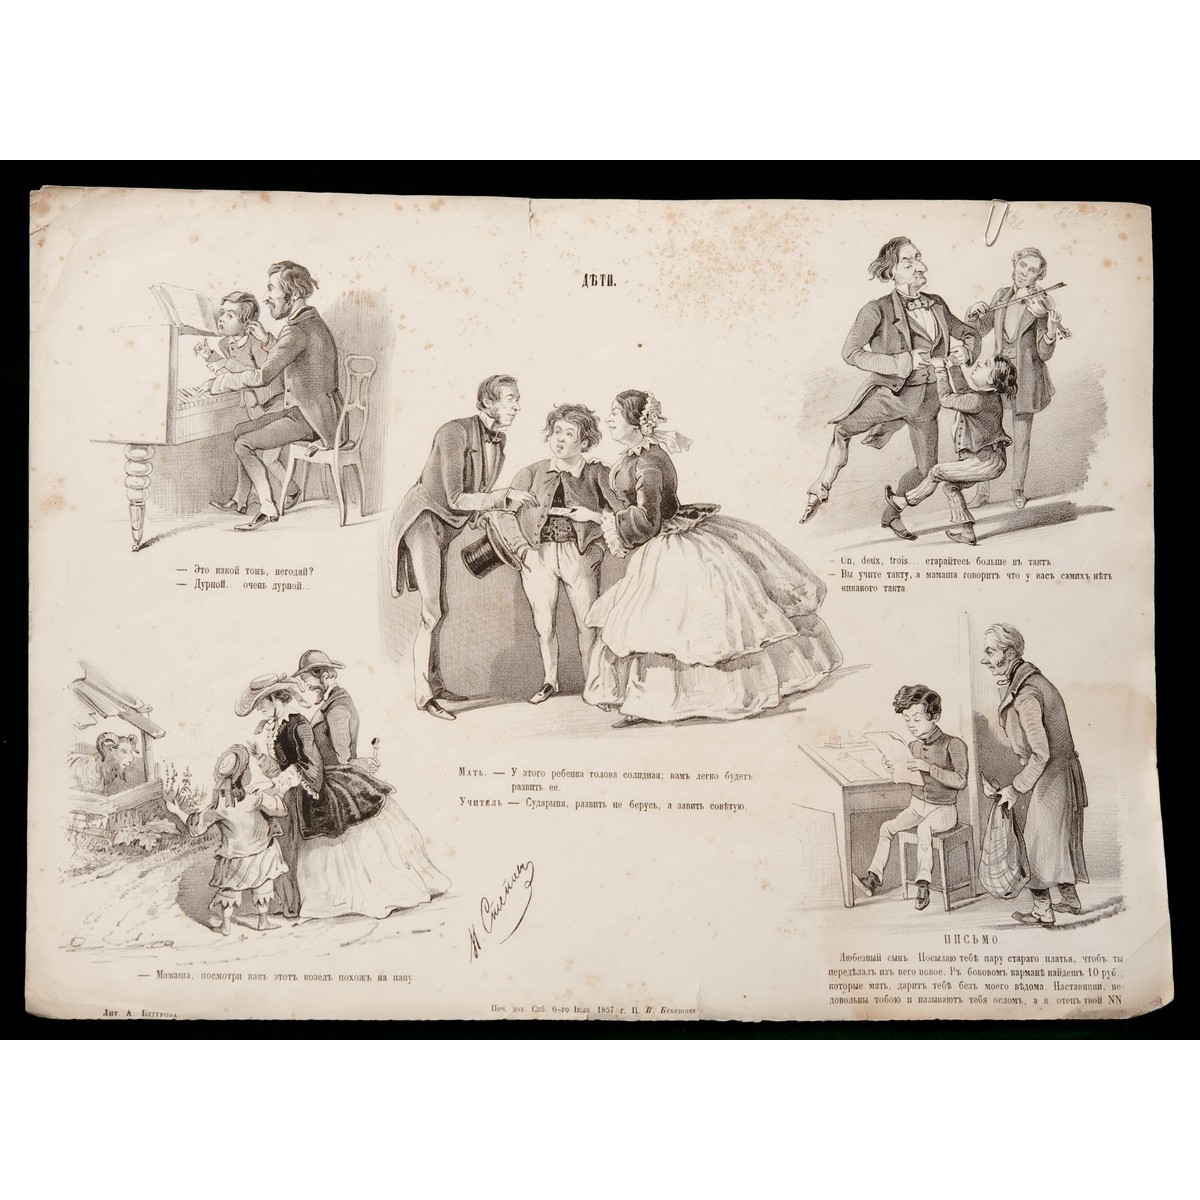 ДѢТИ.
— Это какой тонъ, негодяй?
— Дурной... очень дурной...
- Un, deux, trois... старайтесь больше въ тактъ.
- Вы учите такту, а мамаша говоритъ что у васъ самихъ нѣтъ
никакого такта.
Мать. — У этого ребенка голова солидная; вамъ легко будетъ
развить ее.
Учитель — Сударыня, развить не берусь, а завить совѣтую.
— Мамаша, посмотри какъ этотъ козелъ похожъ на папу
ПИСЬМО.
Любезный сынъ. Посылаю тебѣ пару стараго платья, чтобъ ты
передѣлалъ изъ него новое. Въ боковомъ карманѣ найдешъ 10 руб.,
которые мать, даритъ тебѣ безъ моего вѣдома. Наставники, не-
довольны тобою и называютъ тебя осломъ, а я отецъ твой NN
Н Степан
Лит. А. Беггрова
Печ. доз. Спб. 6-го Іюля 1857 г. Ц. В. Бекетовъ